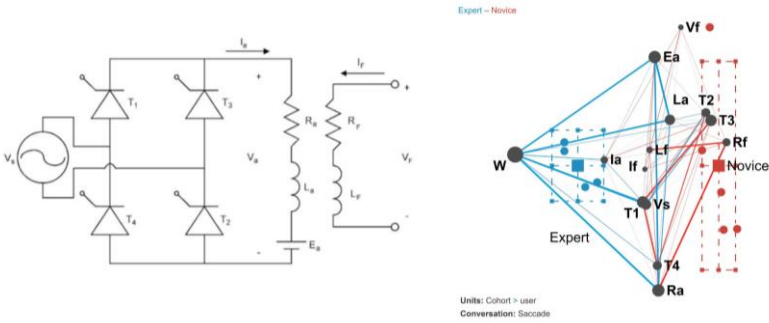 Expert – Novice
Vf
Ea
La
T2
T3
Rf
Lf
Ia
If
W
Novice
T1
Vs
Expert
T4
Ra
Units: Cohort > user
Conversation: Saccade
Ia
IF
+
+
T1
T3
Ra
RF
Vs
Va
VF
La
LF
T4
T2
-
-
Ea